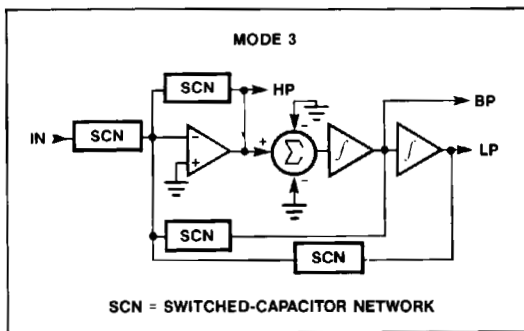 MODE 3
SCN
HP
IN
SCN
-
+
+
-
Σ
-
∫
∫
BP
LP
SCN
SCN
SCN = SWITCHED-CAPACITOR NETWORK